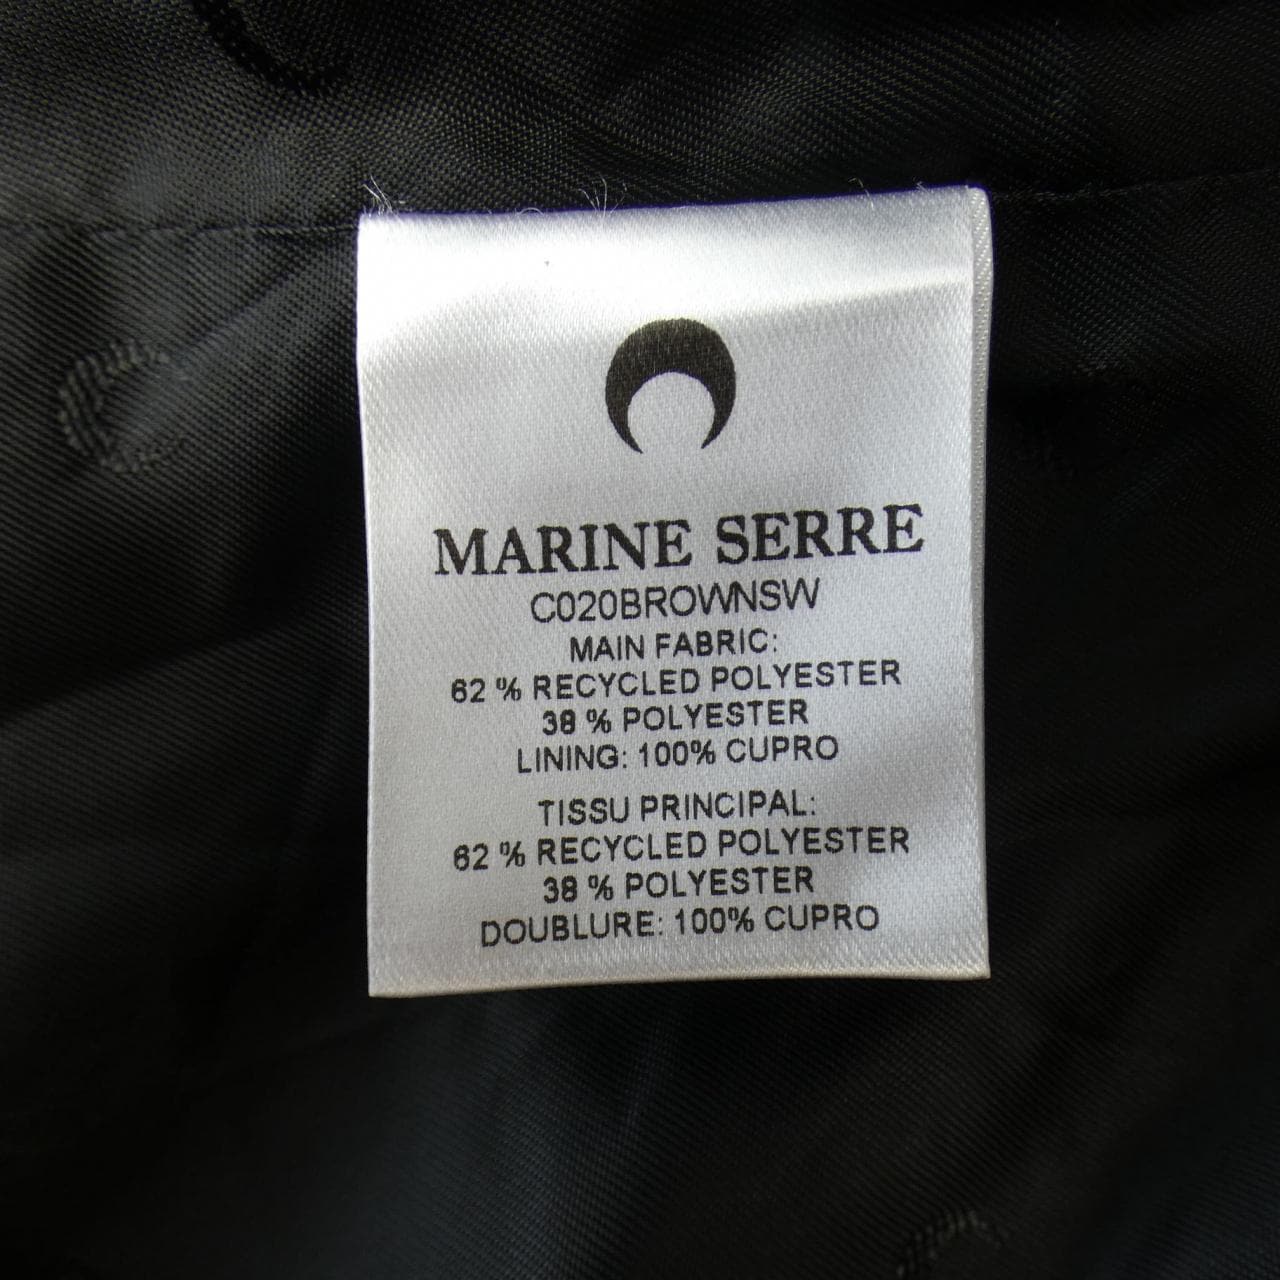 MARINE SERRE
C020BROWNSW
MAIN FABRIC:
62 % RECYCLED POLYESTER
38 % POLYESTER
LINING: 100% CUPRO
TISSU PRINCIPAL:
62 % RECYCLED POLYESTER
38 % POLYESTER
DOUBLURE: 100% CUPRO